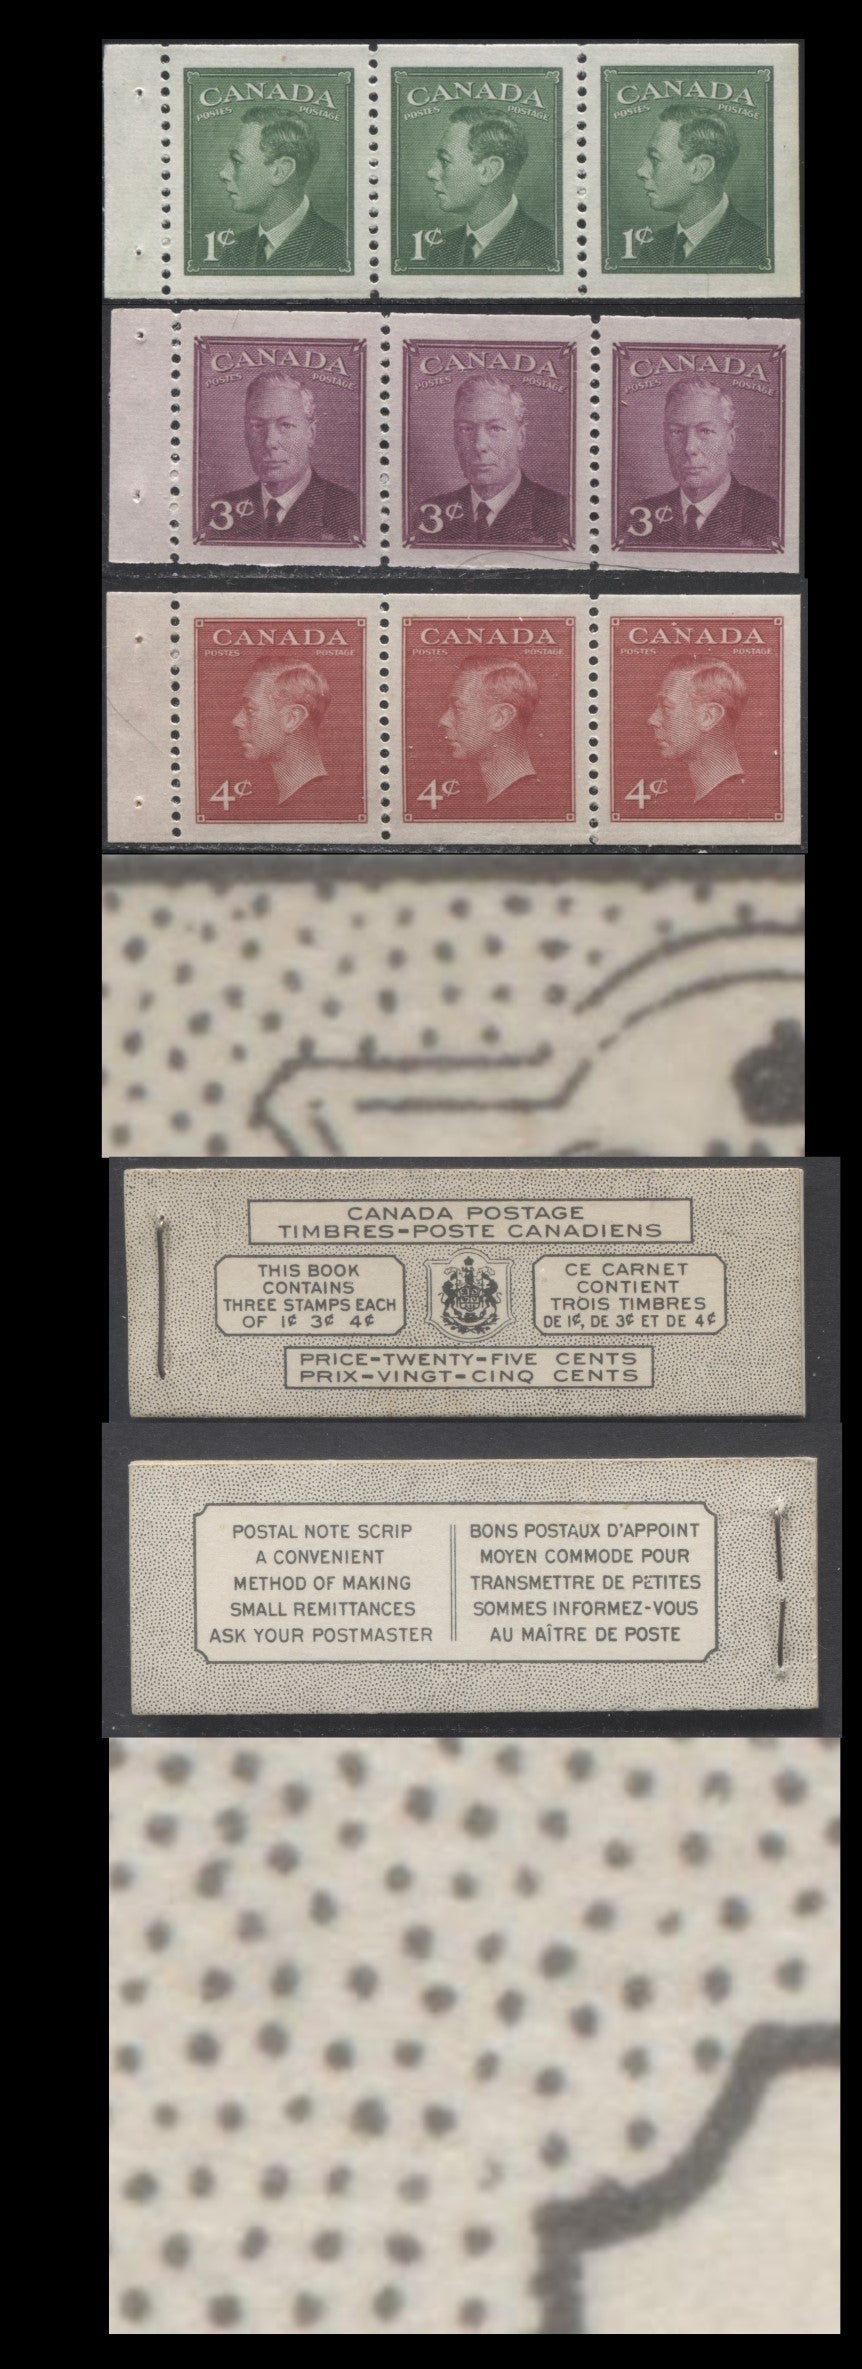 CANADA CANADA CANADA
POSTES POSTAGE POSTES POSTAGE POSTES POSTAGE
1¢ 1¢ 1¢
CANADA CANADA CANADA
POSTES POSTAGE POSTES POSTAGE POSTES POSTAGE
3¢ 3¢ 3¢
CANADA CANADA CANADA
POSTES POSTAGE POSTES POSTAGE POSTES POSTAGE
4¢ 4¢ 4¢
CANADA POSTAGE
TIMBRES-POSTE CANADIENS
THIS BOOK
CONTAINS
THREE STAMPS EACH
OF 1¢ 3¢ 4¢
CE CARNET
CONTIENT
TROIS TIMBRES
DE 1¢, DE 3¢ ET DE 4¢
PRICE-TWENTY-FIVE CENTS
PRIX-VINGT-CINQ CENTS
POSTAL NOTE SCRIP
A CONVENIENT
METHOD OF MAKING
SMALL REMITTANCES
ASK YOUR POSTMASTER
BONS POSTAUX D'APPOINT
MOYEN COMMODE POUR
TRANSMETTRE DE PETITES
SOMMES INFORMEZ-VOUS
AU MAÎTRE DE POSTE